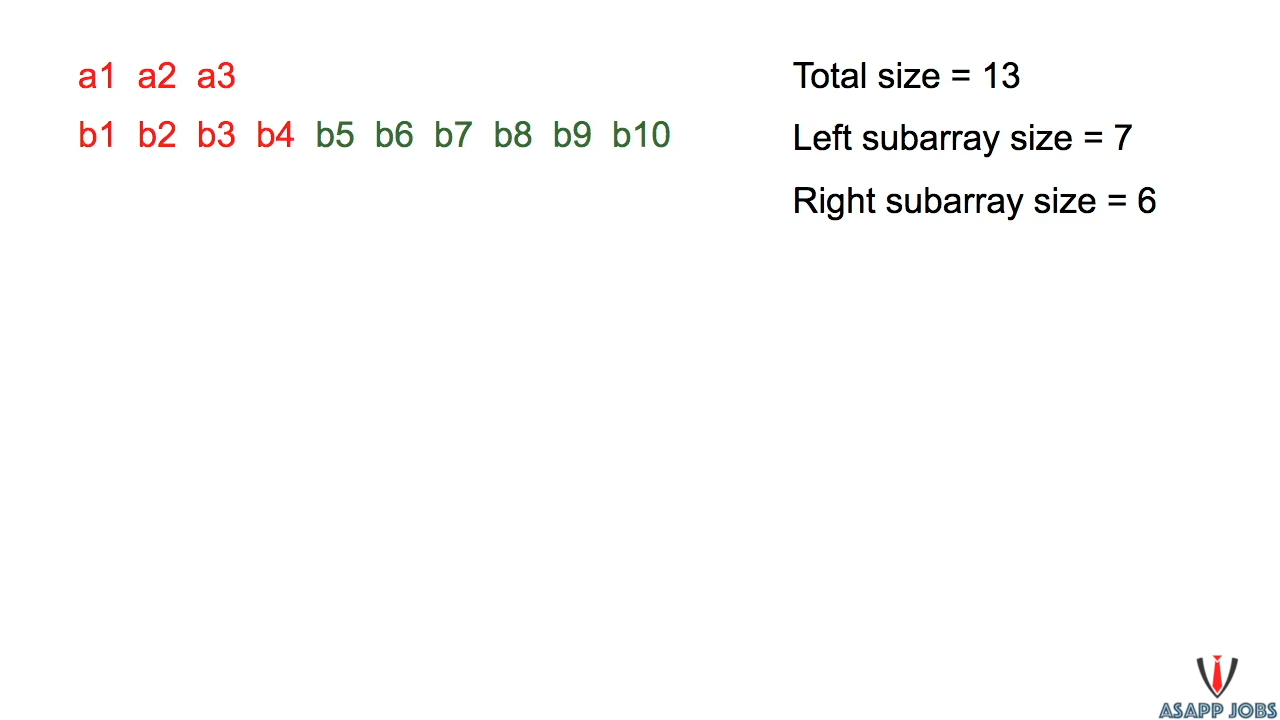 a1 a2 a3
b1 b2 b3 b4 b5 b6 b7 b8 b9 b10
Total size = 13
Left subarray size = 7
Right subarray size = 6
ASAPP JOBS